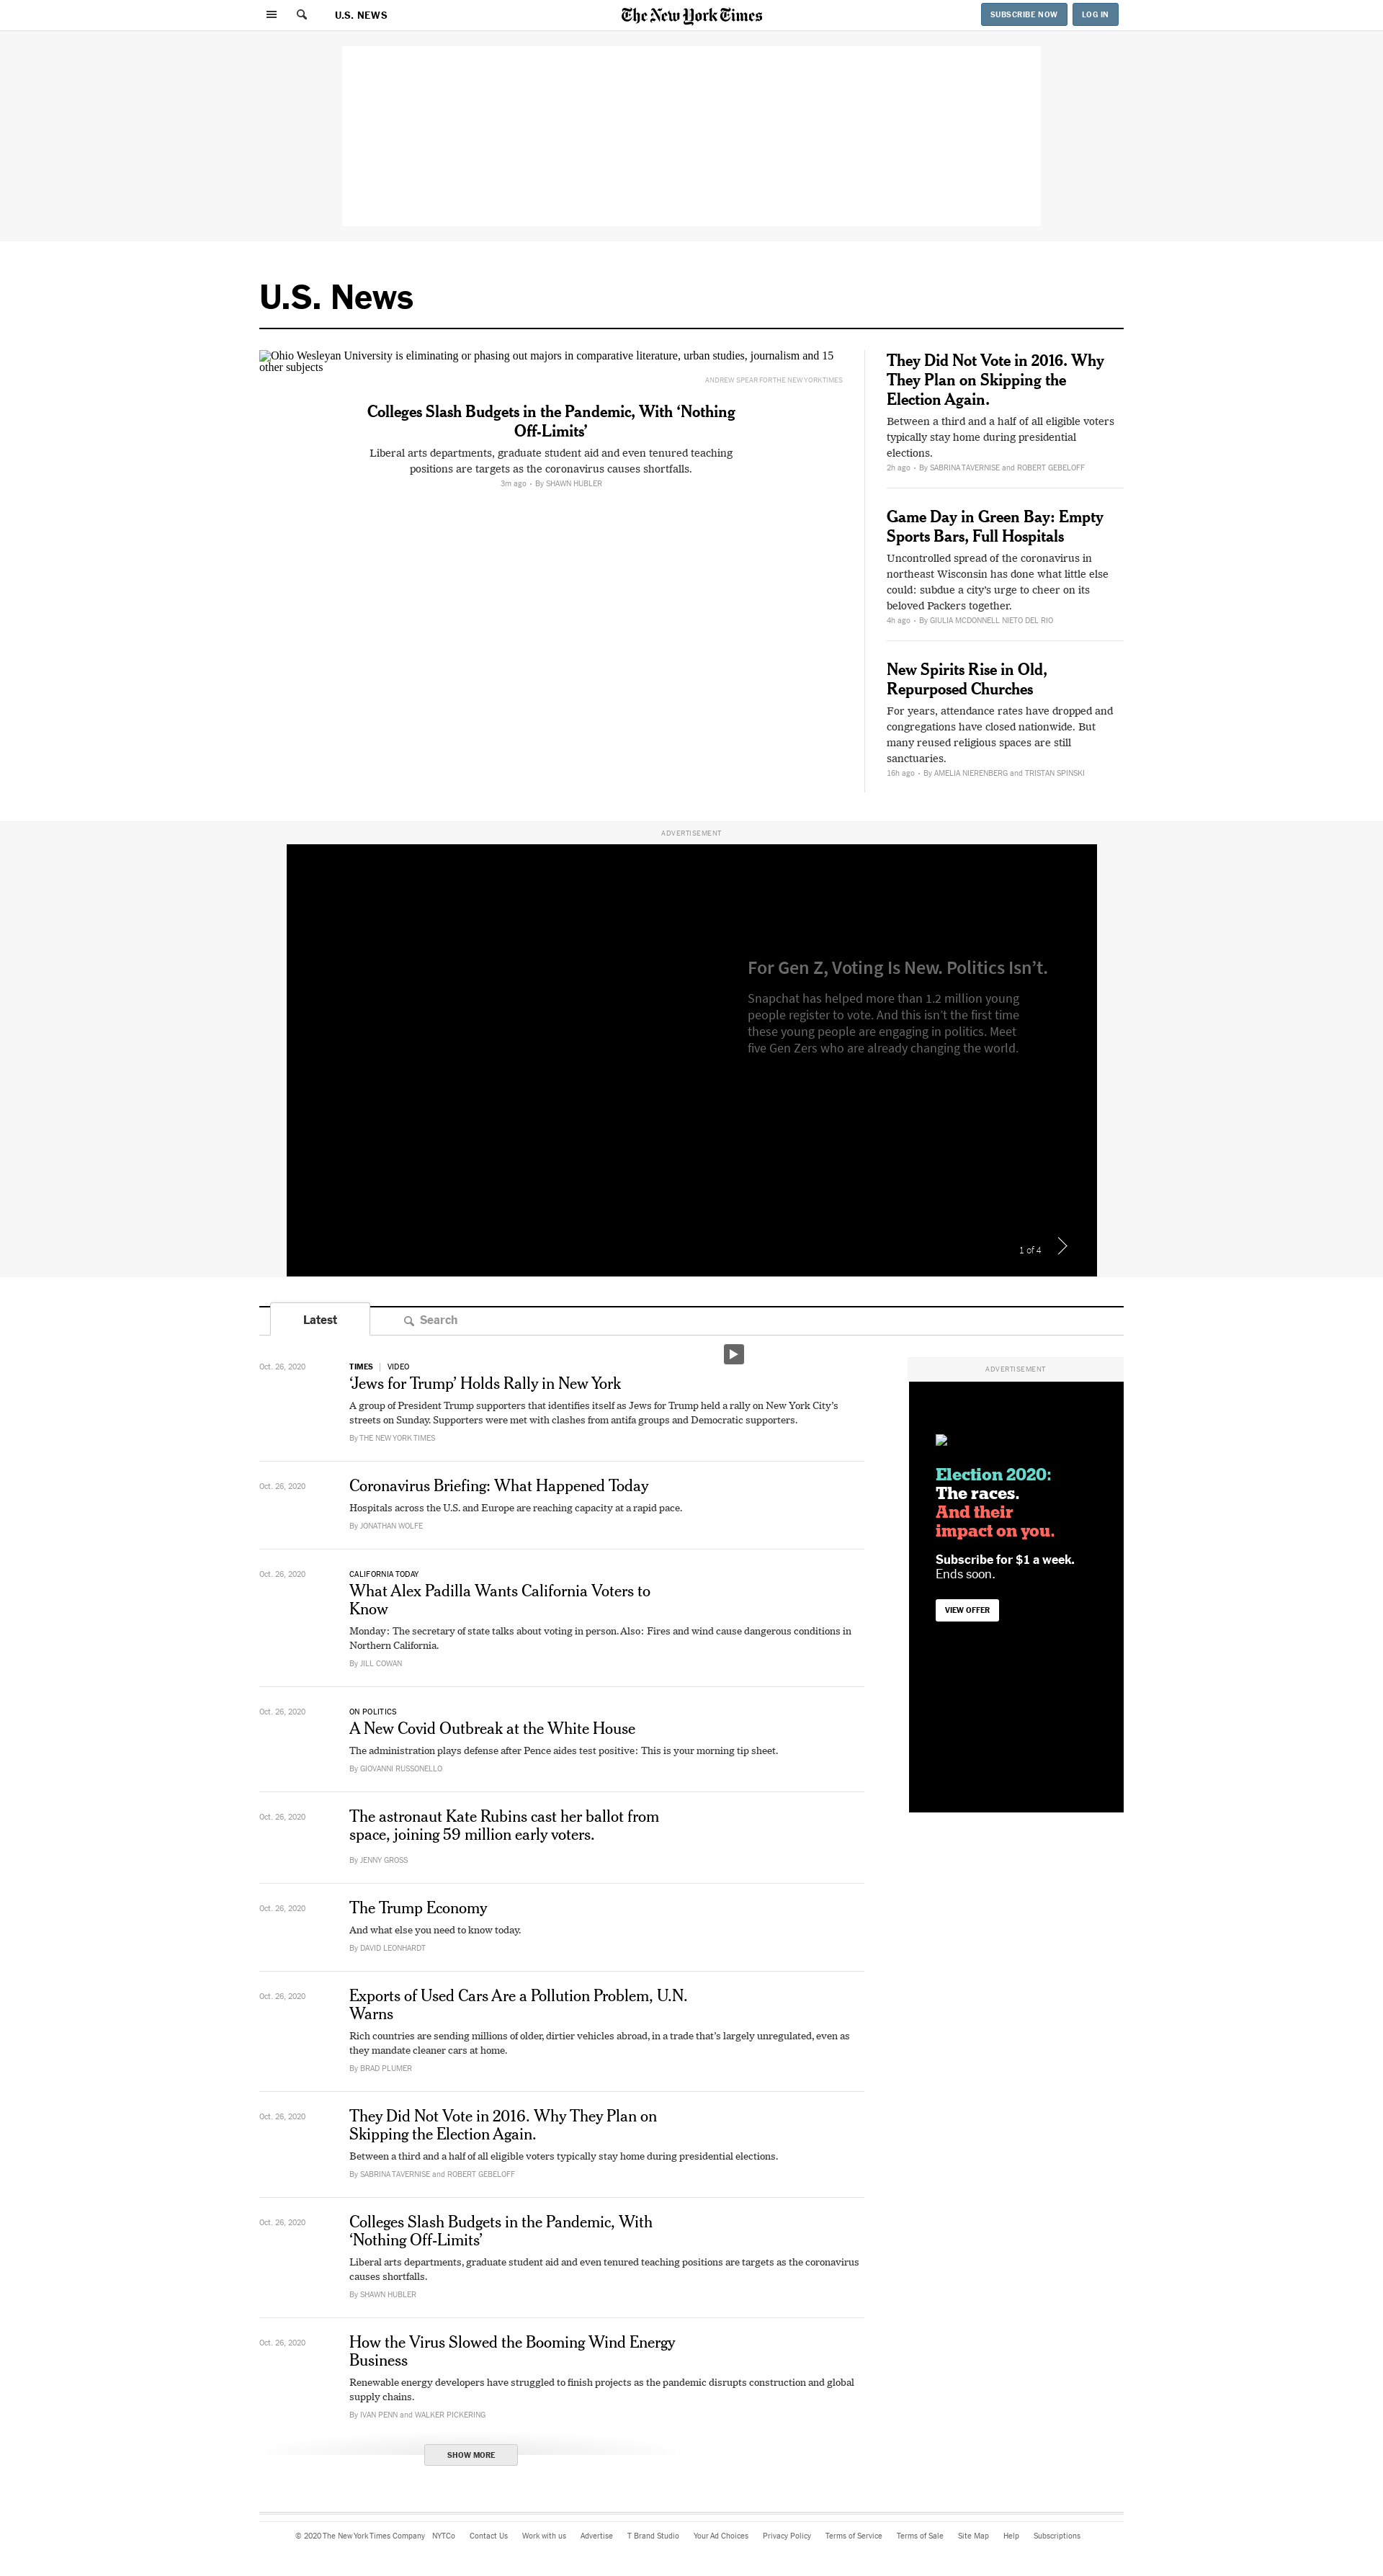 U.S. NEWS
The New York Times
SUBSCRIBE NOW
LOG IN
U.S. News
Ohio Wesleyan University is eliminating or phasing out majors in comparative literature, urban studies, journalism and 15
other subjects
ANDREW SPEAR FOR THE NEW YORK TIMES
Colleges Slash Budgets in the Pandemic, With ‘Nothing
Off-Limits’
Liberal arts departments, graduate student aid and even tenured teaching
positions are targets as the coronavirus causes shortfalls.
3m ago • By SHAWN HUBLER
They Did Not Vote in 2016. Why
They Plan on Skipping the
Election Again.
Between a third and a half of all eligible voters
typically stay home during presidential
elections.
2h ago • By SABRINA TAVERNISE and ROBERT GEBELOFF
Game Day in Green Bay: Empty
Sports Bars, Full Hospitals
Uncontrolled spread of the coronavirus in
northeast Wisconsin has done what little else
could: subdue a city’s urge to cheer on its
beloved Packers together.
4h ago • By GIULIA MCDONNELL NIETO DEL RIO
New Spirits Rise in Old,
Repurposed Churches
For years, attendance rates have dropped and
congregations have closed nationwide. But
many reused religious spaces are still
sanctuaries.
16h ago • By AMELIA NIERENBERG and TRISTAN SPINSKI
ADVERTISEMENT
For Gen Z, Voting Is New. Politics Isn’t.
Snapchat has helped more than 1.2 million young
people register to vote. And this isn’t the first time
these young people are engaging in politics. Meet
five Gen Zers who are already changing the world.
1 of 4
Latest
Search
Oct. 26, 2020
TIMES | VIDEO
‘Jews for Trump’ Holds Rally in New York
A group of President Trump supporters that identifies itself as Jews for Trump held a rally on New York City’s
streets on Sunday. Supporters were met with clashes from antifa groups and Democratic supporters.
By THE NEW YORK TIMES
Oct. 26, 2020
Coronavirus Briefing: What Happened Today
Hospitals across the U.S. and Europe are reaching capacity at a rapid pace.
By JONATHAN WOLFE
Oct. 26, 2020
CALIFORNIA TODAY
What Alex Padilla Wants California Voters to
Know
Monday: The secretary of state talks about voting in person. Also: Fires and wind cause dangerous conditions in
Northern California.
By JILL COWAN
Oct. 26, 2020
ON POLITICS
A New Covid Outbreak at the White House
The administration plays defense after Pence aides test positive: This is your morning tip sheet.
By GIOVANNI RUSSONELLO
Oct. 26, 2020
The astronaut Kate Rubins cast her ballot from
space, joining 59 million early voters.
By JENNY GROSS
Oct. 26, 2020
The Trump Economy
And what else you need to know today.
By DAVID LEONHARDT
Oct. 26, 2020
Exports of Used Cars Are a Pollution Problem, U.N.
Warns
Rich countries are sending millions of older, dirtier vehicles abroad, in a trade that’s largely unregulated, even as
they mandate cleaner cars at home.
By BRAD PLUMER
Oct. 26, 2020
They Did Not Vote in 2016. Why They Plan on
Skipping the Election Again.
Between a third and a half of all eligible voters typically stay home during presidential elections.
By SABRINA TAVERNISE and ROBERT GEBELOFF
Oct. 26, 2020
Colleges Slash Budgets in the Pandemic, With
‘Nothing Off-Limits’
Liberal arts departments, graduate student aid and even tenured teaching positions are targets as the coronavirus
causes shortfalls.
By SHAWN HUBLER
Oct. 26, 2020
How the Virus Slowed the Booming Wind Energy
Business
Renewable energy developers have struggled to finish projects as the pandemic disrupts construction and global
supply chains.
By IVAN PENN and WALKER PICKERING
SHOW MORE
ADVERTISEMENT
Election 2020:
The races.
And their
impact on you.
Subscribe for $1 a week.
Ends soon.
VIEW OFFER
© 2020 The New York Times Company NYTCo Contact Us Work with us Advertise T Brand Studio Your Ad Choices Privacy Policy Terms of Service Terms of Sale Site Map Help Subscriptions